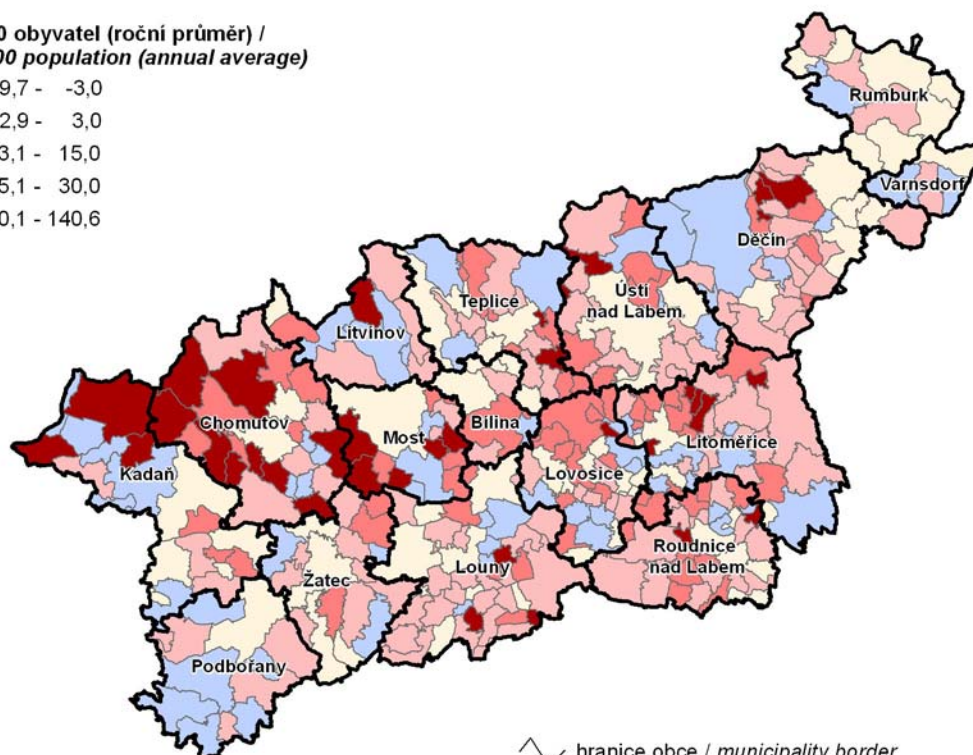 0 obyvatel (roční průměr) /
00 population (annual average)
9,7 - -3,0
2,9 - 3,0
3,1 - 15,0
5,1 - 30,0
0,1 - 140,6
Rumburk
Varnsdorf
Děčín
Ústí
nad Labem
Teplice
Litvínov
Chomutov
Most
Bílina
Litoměřice
Lovosice
Kadaň
Roudnice
nad Labem
Louny
Žatec
Podbořany
hranice obce / municipality border